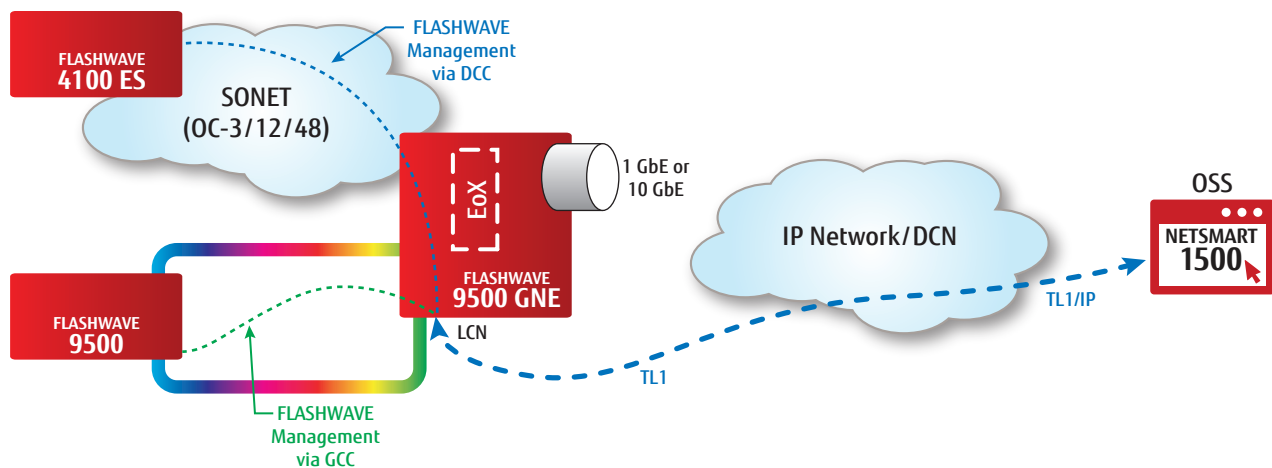 FLASHWAVE
4100 ES
SONET
(OC-3/12/48)
FLASHWAVE
Management
via DCC
EoX
1 GbE or
10 GbE
FLASHWAVE
9500 GNE
LCN
IP Network/DCN
OSS
NETSMART
1500
TL1/IP
TL1
FLASHWAVE
9500
FLASHWAVE
Management
via GCC